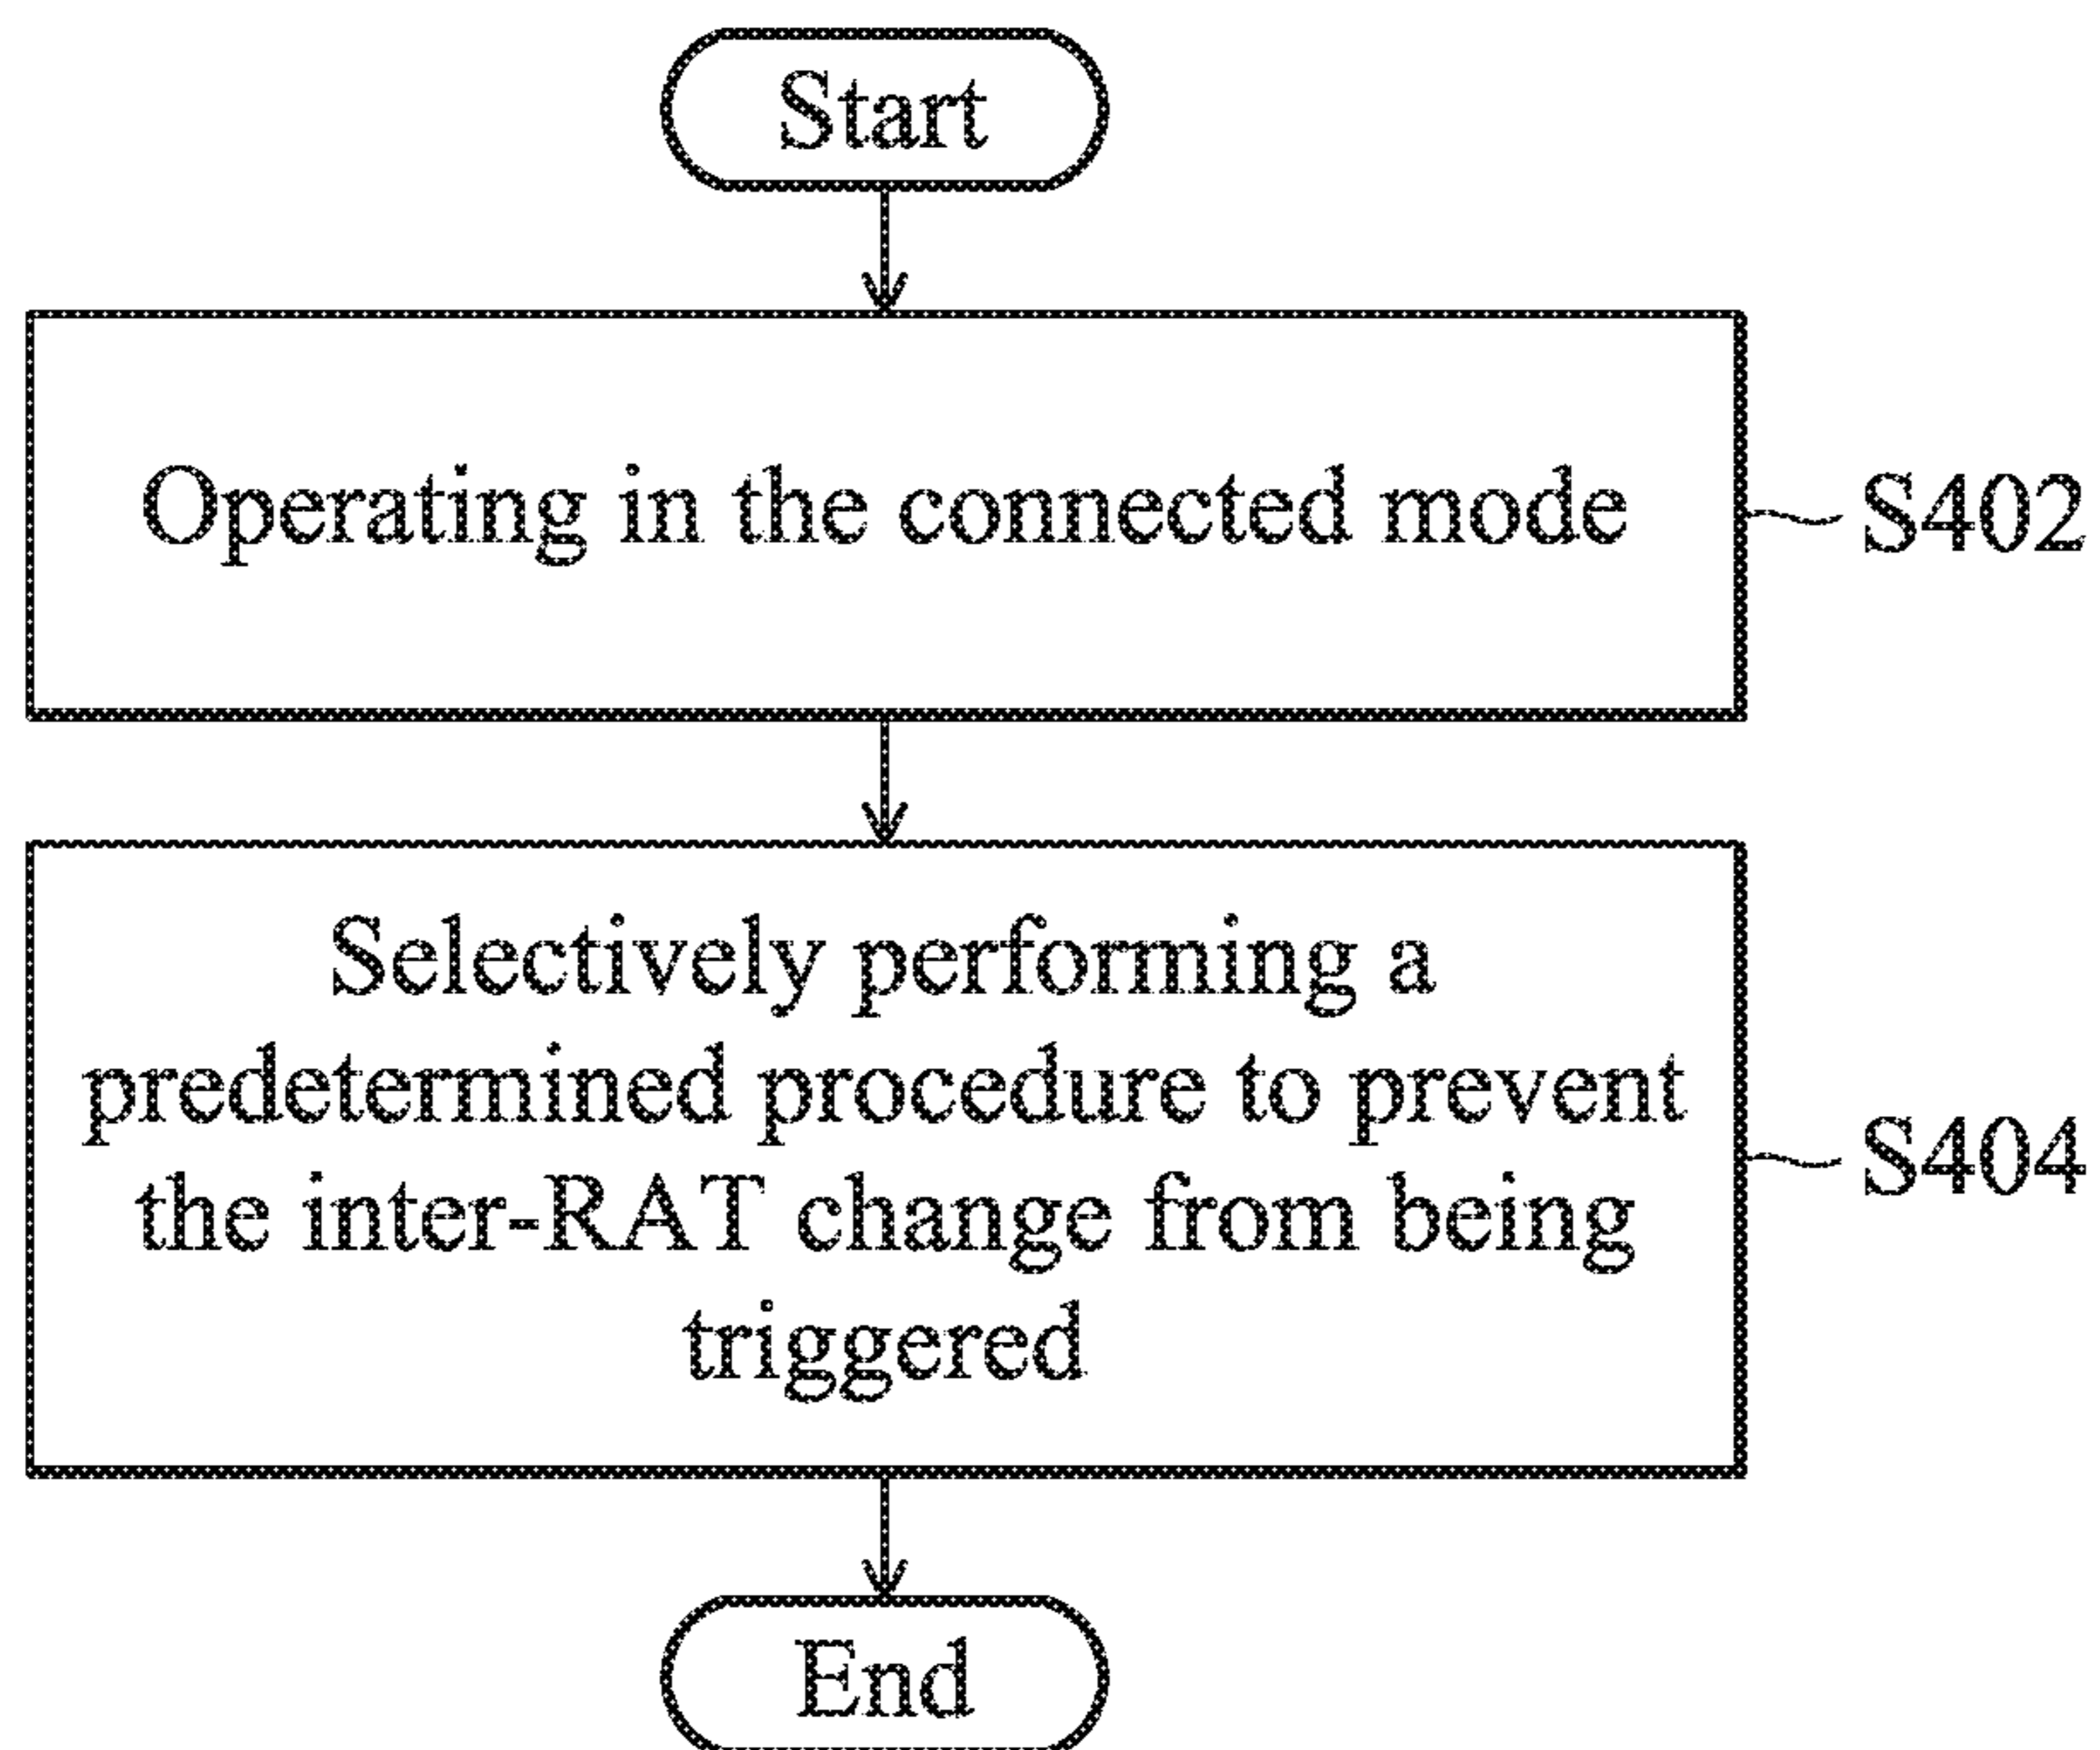 Start
Operating in the connected mode
S402
Selectively performing a
predetermined procedure to prevent
the inter-RAT change from being
triggered
S404
End